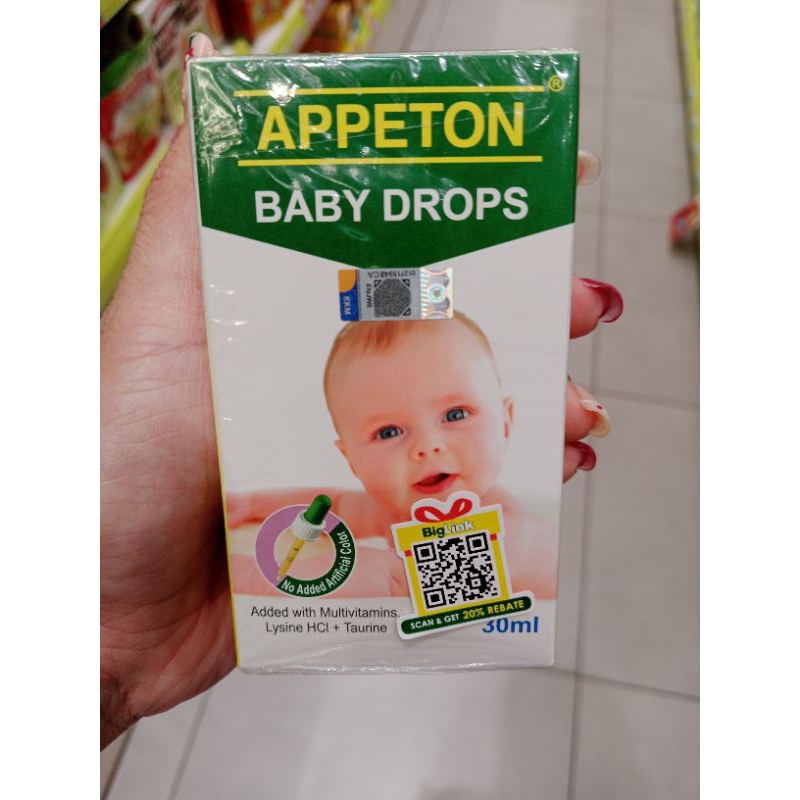 APPETON®
BABY DROPS
KKM
No Added Artificial Color
Added with Multivitamins,
Lysine HCl + Taurine
BigLink
SCAN & GET 20% REBATE
30ml